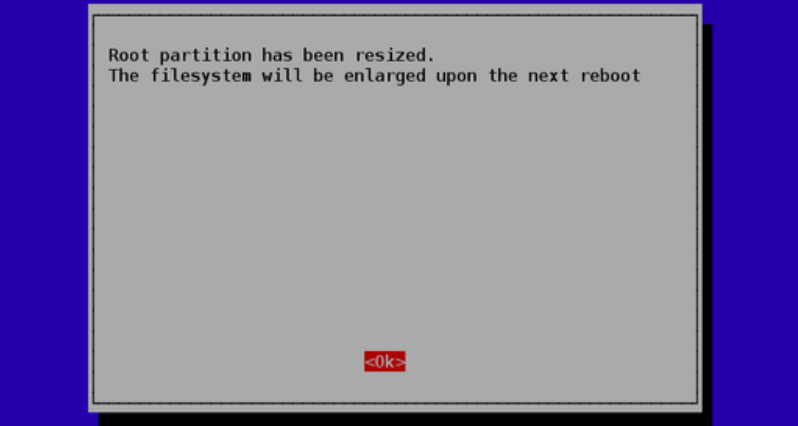 Root partition has been resized.
The filesystem will be enlarged upon the next reboot
<Ok>